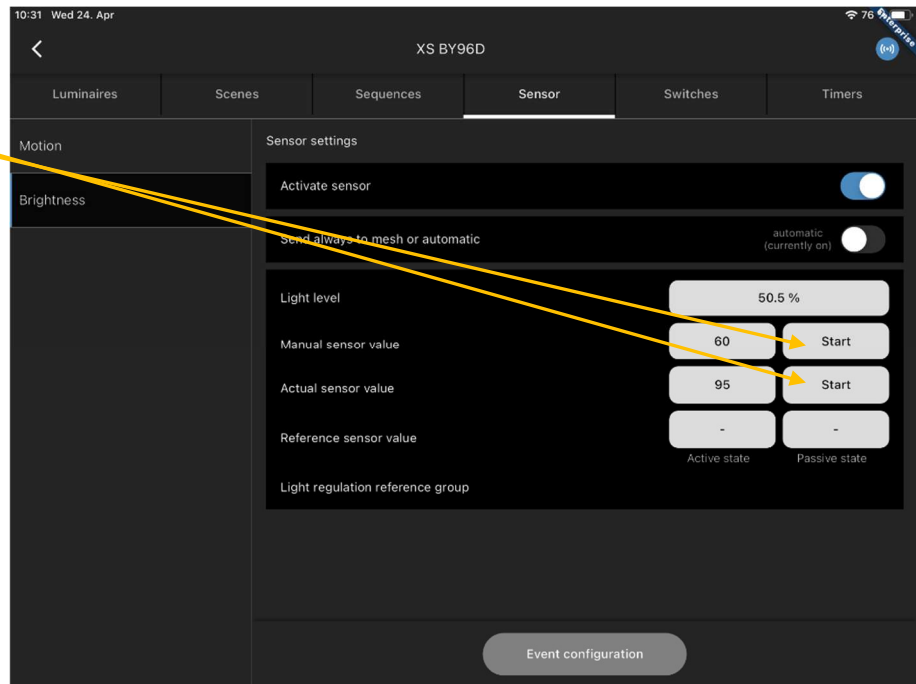 10:31 Wed 24. Apr
76
Enterprise
XS BY96D
Luminaires Scenes Sequences Sensor Switches Timers
Motion
Brightness
Sensor settings
Activate sensor
Send always to mesh or automatic
automatic
(currently on)
Light level 50.5 %
Manual sensor value 60 Start
Actual sensor value 95 Start
Reference sensor value - -
Active state Passive state
Light regulation reference group
Event configuration